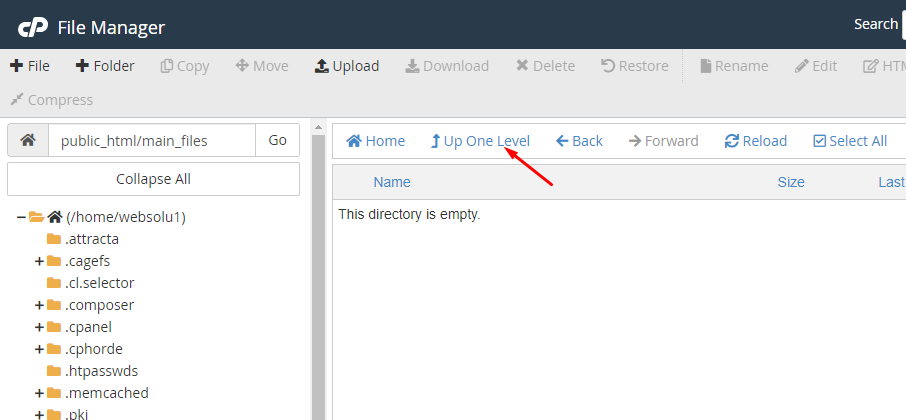 cP File Manager Search
File Folder Copy Move Upload Download Delete Restore Rename Edit HTM
Compress
public_html/main_files Go
Home Up One Level Back Forward Reload Select All
Collapse All
Name Size Last
This directory is empty.
(/home/websolu1)
.attracta
.cagefs
.cl.selector
.composer
.cpanel
.cphorde
.htpasswds
.memcached
.pki